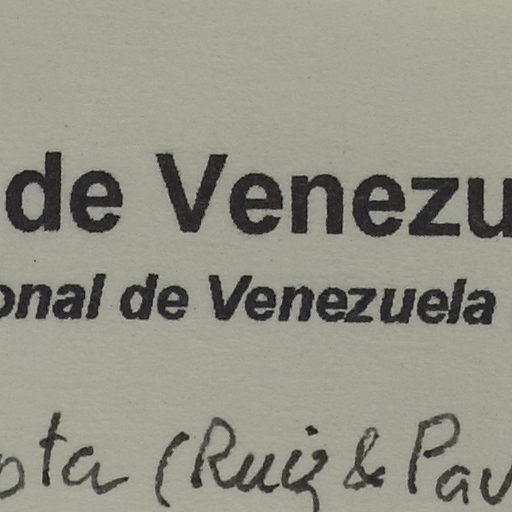 de Venezu
onal de Venezuela
ota (Ruiz & Pav